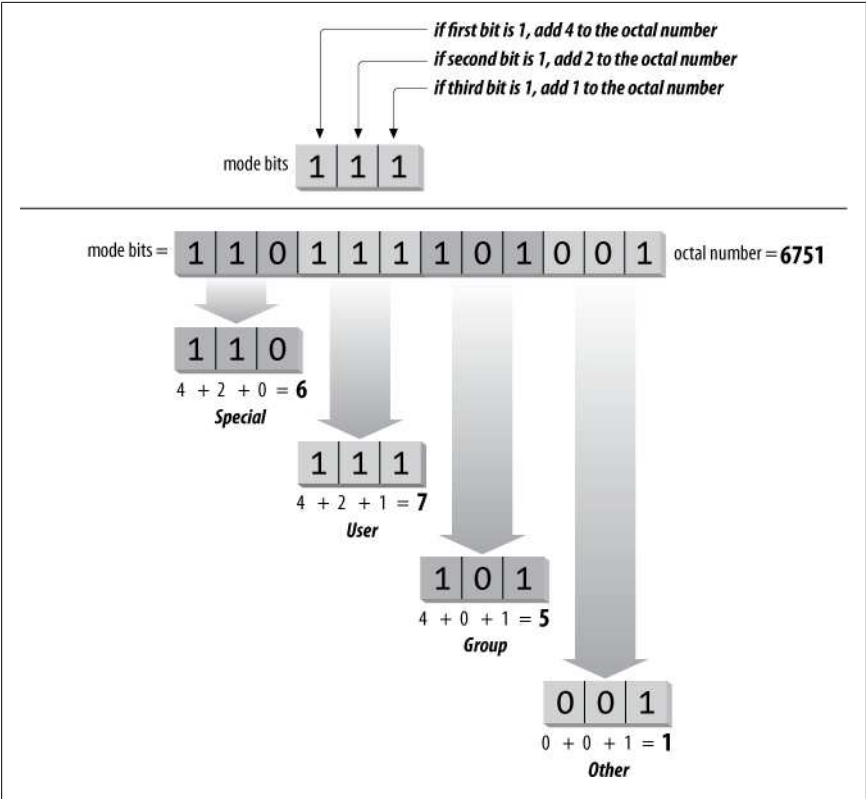 if first bit is 1, add 4 to the octal number
if second bit is 1, add 2 to the octal number
if third bit is 1, add 1 to the octal number
mode bits 1 1 1
mode bits = 1 1 0 1 1 1 1 0 1 0 0 1 octal number = 6751
1 1 0
4 + 2 + 0 = 6
Special
1 1 1
4 + 2 + 1 = 7
User
1 0 1
4 + 0 + 1 = 5
Group
0 0 1
0 + 0 + 1 = 1
Other